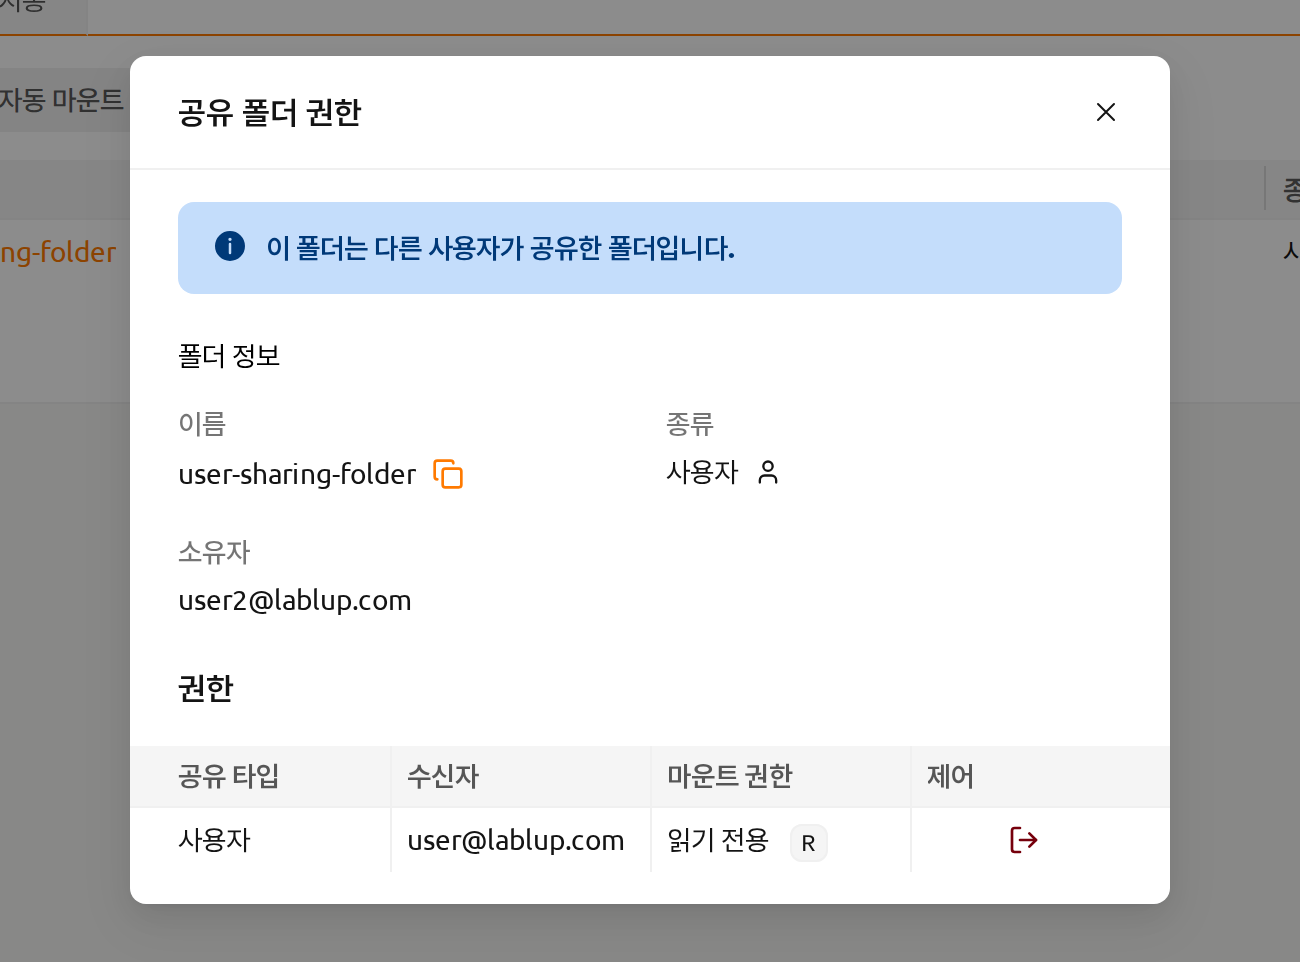 자동 마운트
ng-folder
공유 폴더 권한
이 폴더는 다른 사용자가 공유한 폴더입니다.
폴더 정보
이름
종류
user-sharing-folder
사용자
소유자
user2@lablup.com
권한
공유 타입
수신자
마운트 권한
제어
사용자
user@lablup.com
읽기 전용 R